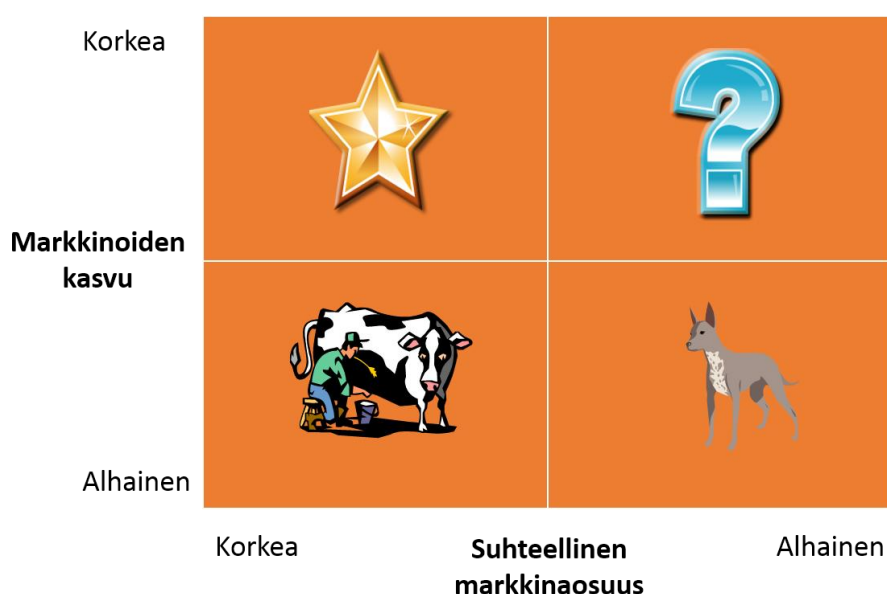 Korkea
Markkinoiden
kasvu
Alhainen
Korkea
Suhteellinen
markkinaosuus
Alhainen